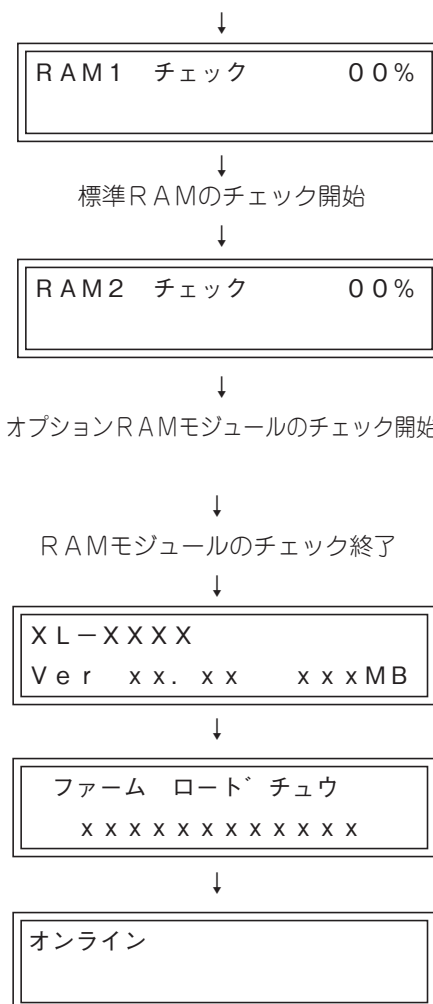 ↓
RAM1 チェック 00%
↓
標準RAMのチェック開始
↓
RAM2 チェック 00%
↓
オプションRAMモジュールのチェック開始
↓
RAMモジュールのチェック終了
↓
XL-XXXX
Ver xx. xx xxxMB
↓
ファーム ロード゛チュウ
xxxxxxxxxxxx
↓
オンライン